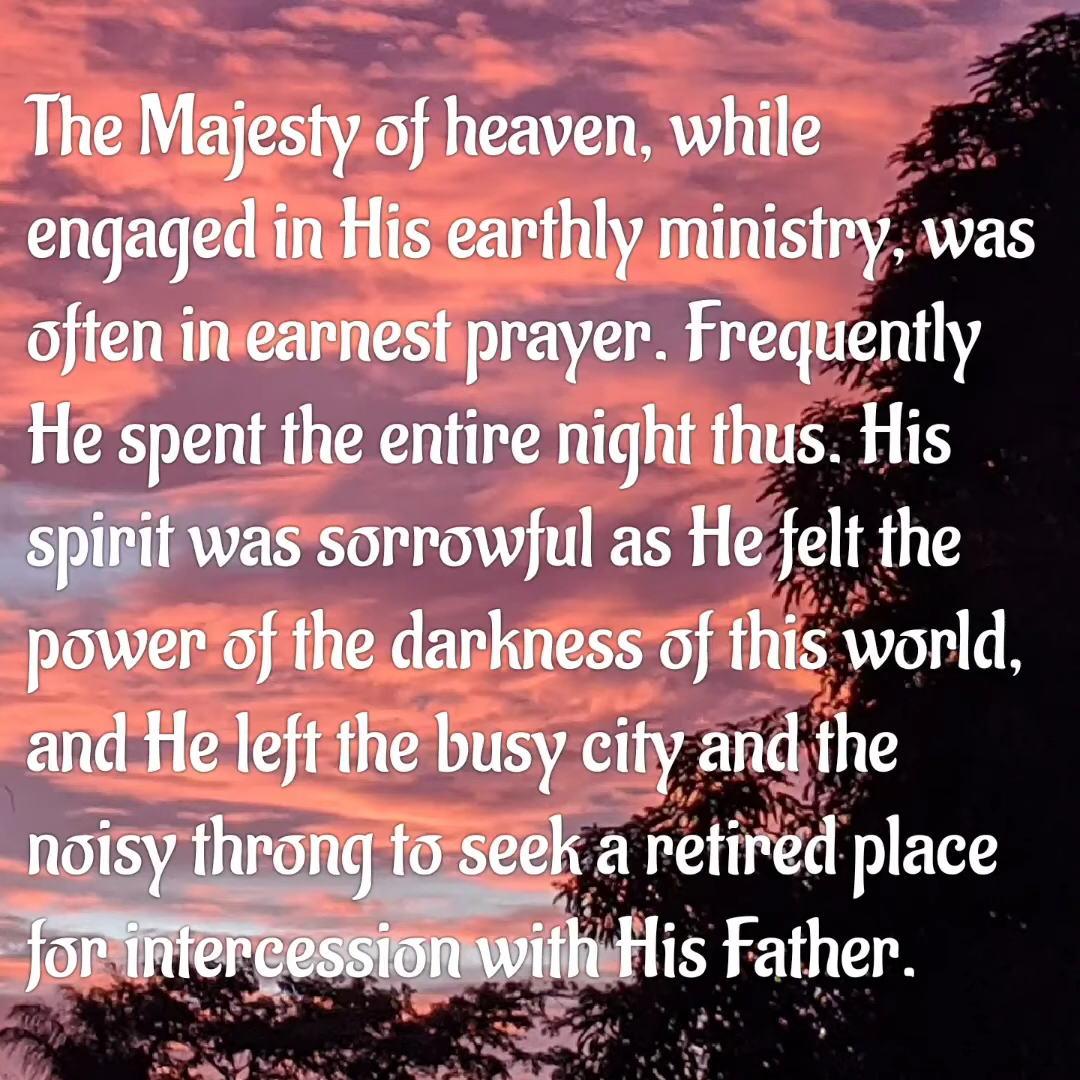 The Majesty of heaven, while
engaged in His earthly ministry, was
often in earnest prayer. Frequently
He spent the entire night thus. His
spirit was sorrowful as He felt the
power of the darkness of this world,
and He left the busy city and the
noisy throng to seek a retired place
for intercession with His Father.